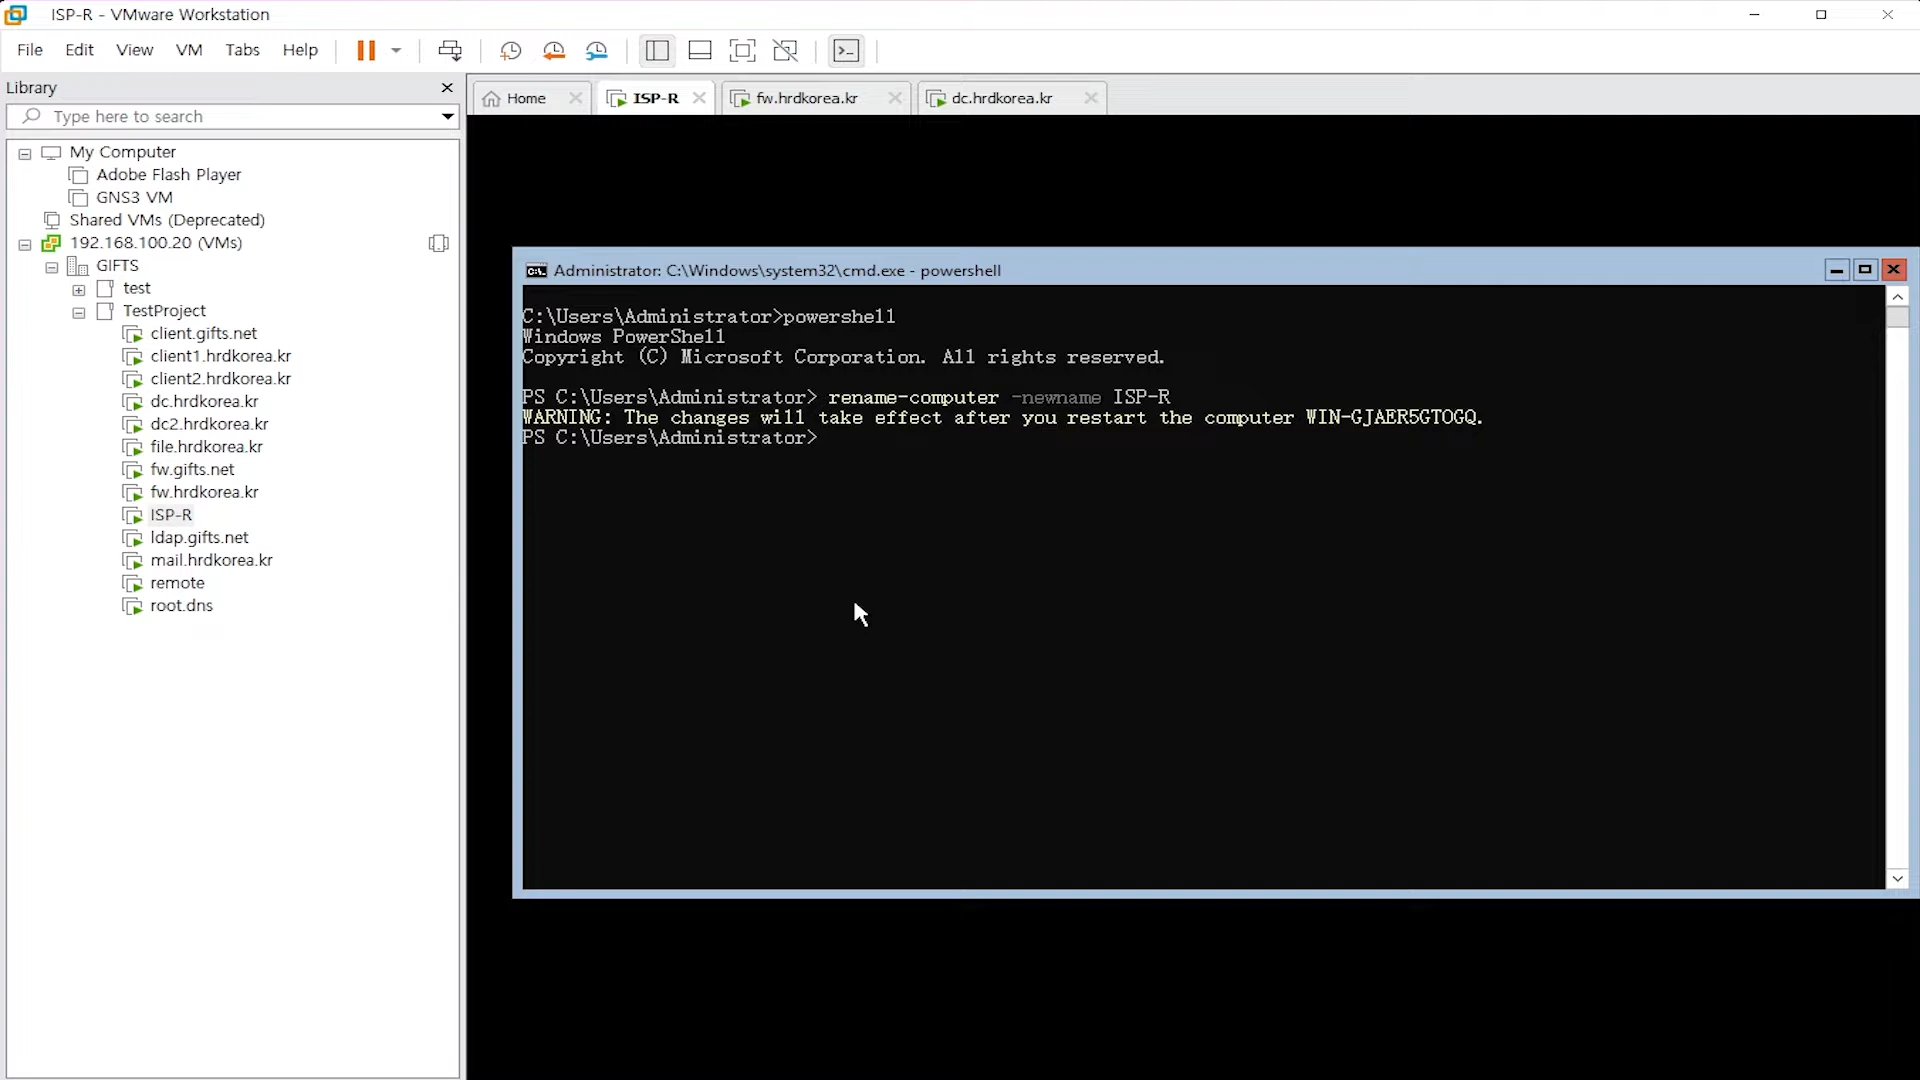 ISP-R - VMware Workstation
File Edit View VM Tabs Help
Library
Type here to search
My Computer
Adobe Flash Player
GNS3 VM
Shared VMs (Deprecated)
192.168.100.20 (VMs)
GIFTS
test
TestProject
client.gifts.net
client1.hrdkorea.kr
client2.hrdkorea.kr
dc.hrdkorea.kr
dc2.hrdkorea.kr
file.hrdkorea.kr
fw.gifts.net
fw.hrdkorea.kr
ISP-R
ldap.gifts.net
mail.hrdkorea.kr
remote
root.dns
Home ISP-R fw.hrdkorea.kr dc.hrdkorea.kr
Administrator: C:\Windows\system32\cmd.exe - powershell
C:\Users\Administrator>powershell
Windows PowerShell
Copyright (C) Microsoft Corporation. All rights reserved.
PS C:\Users\Administrator> rename-computer -newname ISP-R
WARNING: The changes will take effect after you restart the computer WIN-GJAER5GTOGQ.
PS C:\Users\Administrator>